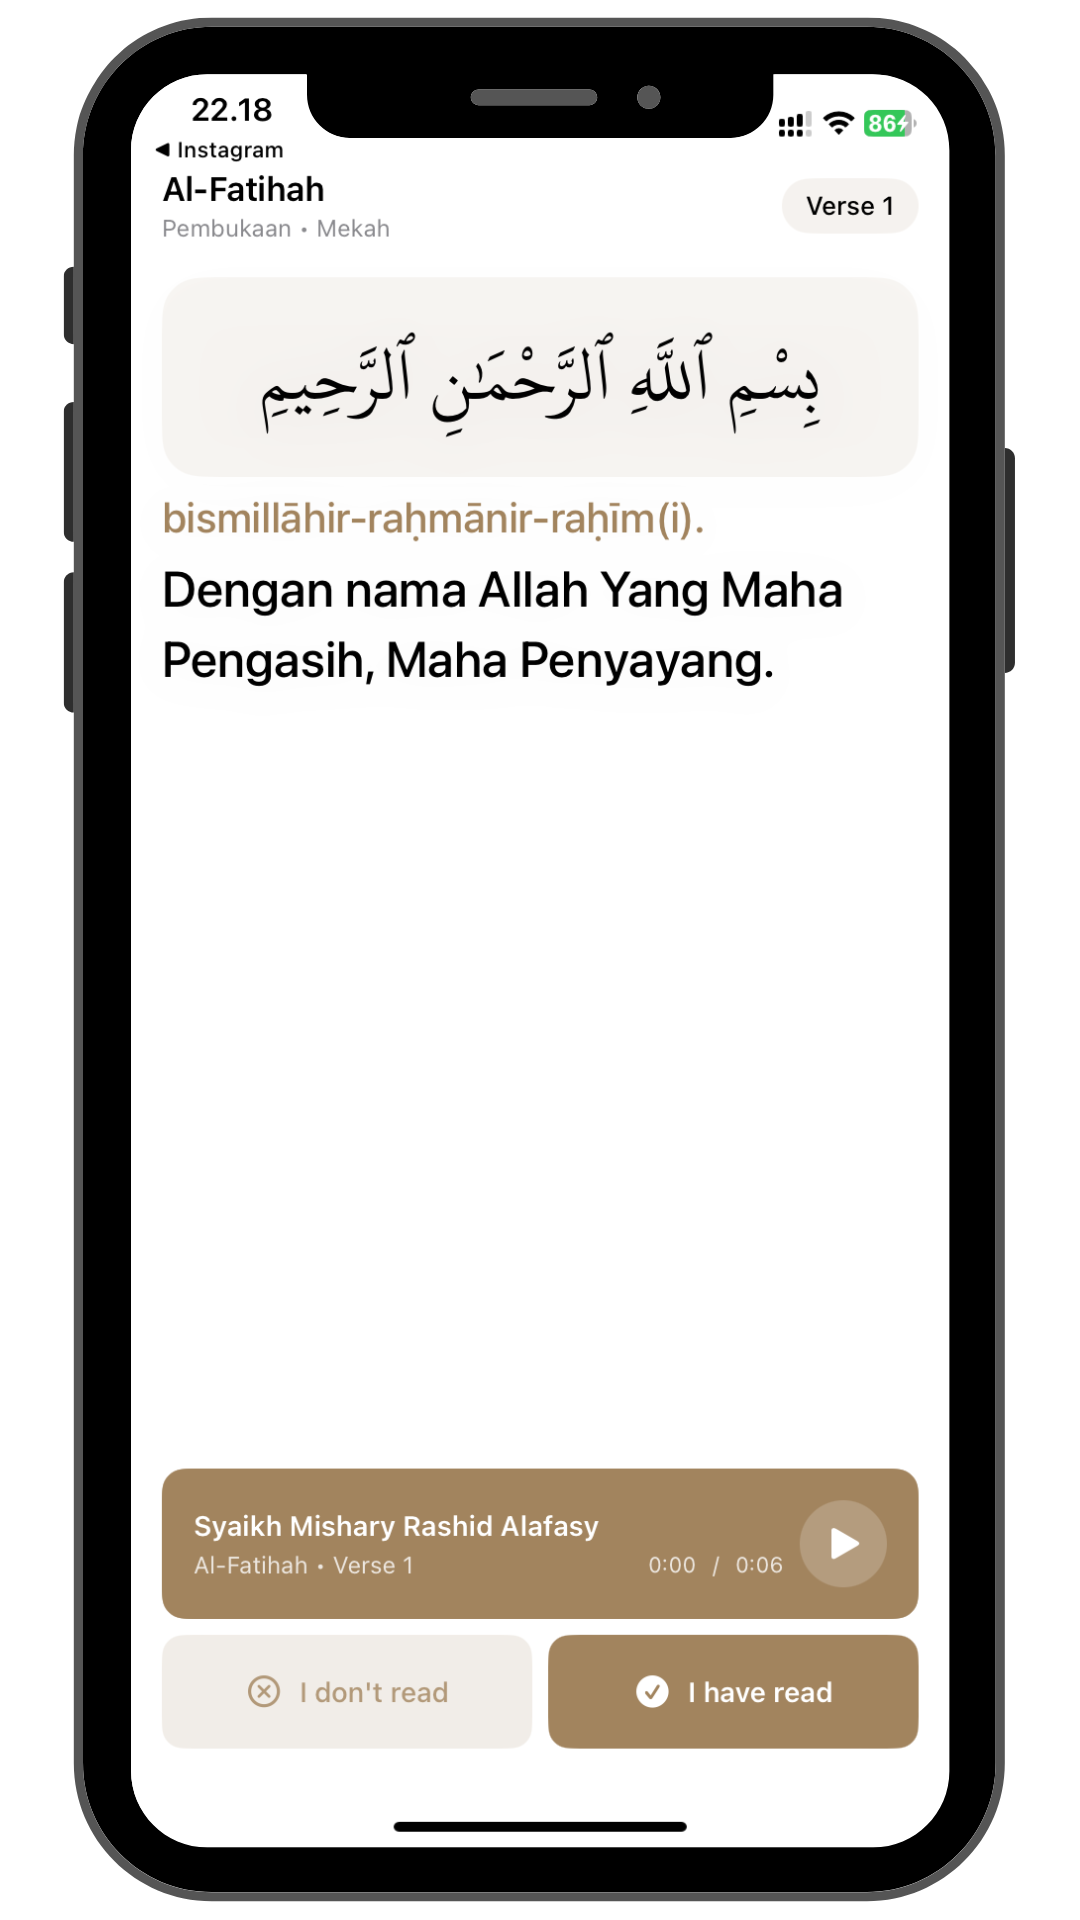 22.18
86
◀ Instagram
Al-Fatihah
Verse 1
Pembukaan • Mekah
بِسْمِ ٱللَّهِ ٱلرَّحْمَـٰنِ ٱلرَّحِيمِ
bismillāhir-raḥmānir-raḥīm(i).
Dengan nama Allah Yang Maha
Pengasih, Maha Penyayang.
Syaikh Mishary Rashid Alafasy
Al-Fatihah • Verse 1
0:00 / 0:06
I don't read
I have read